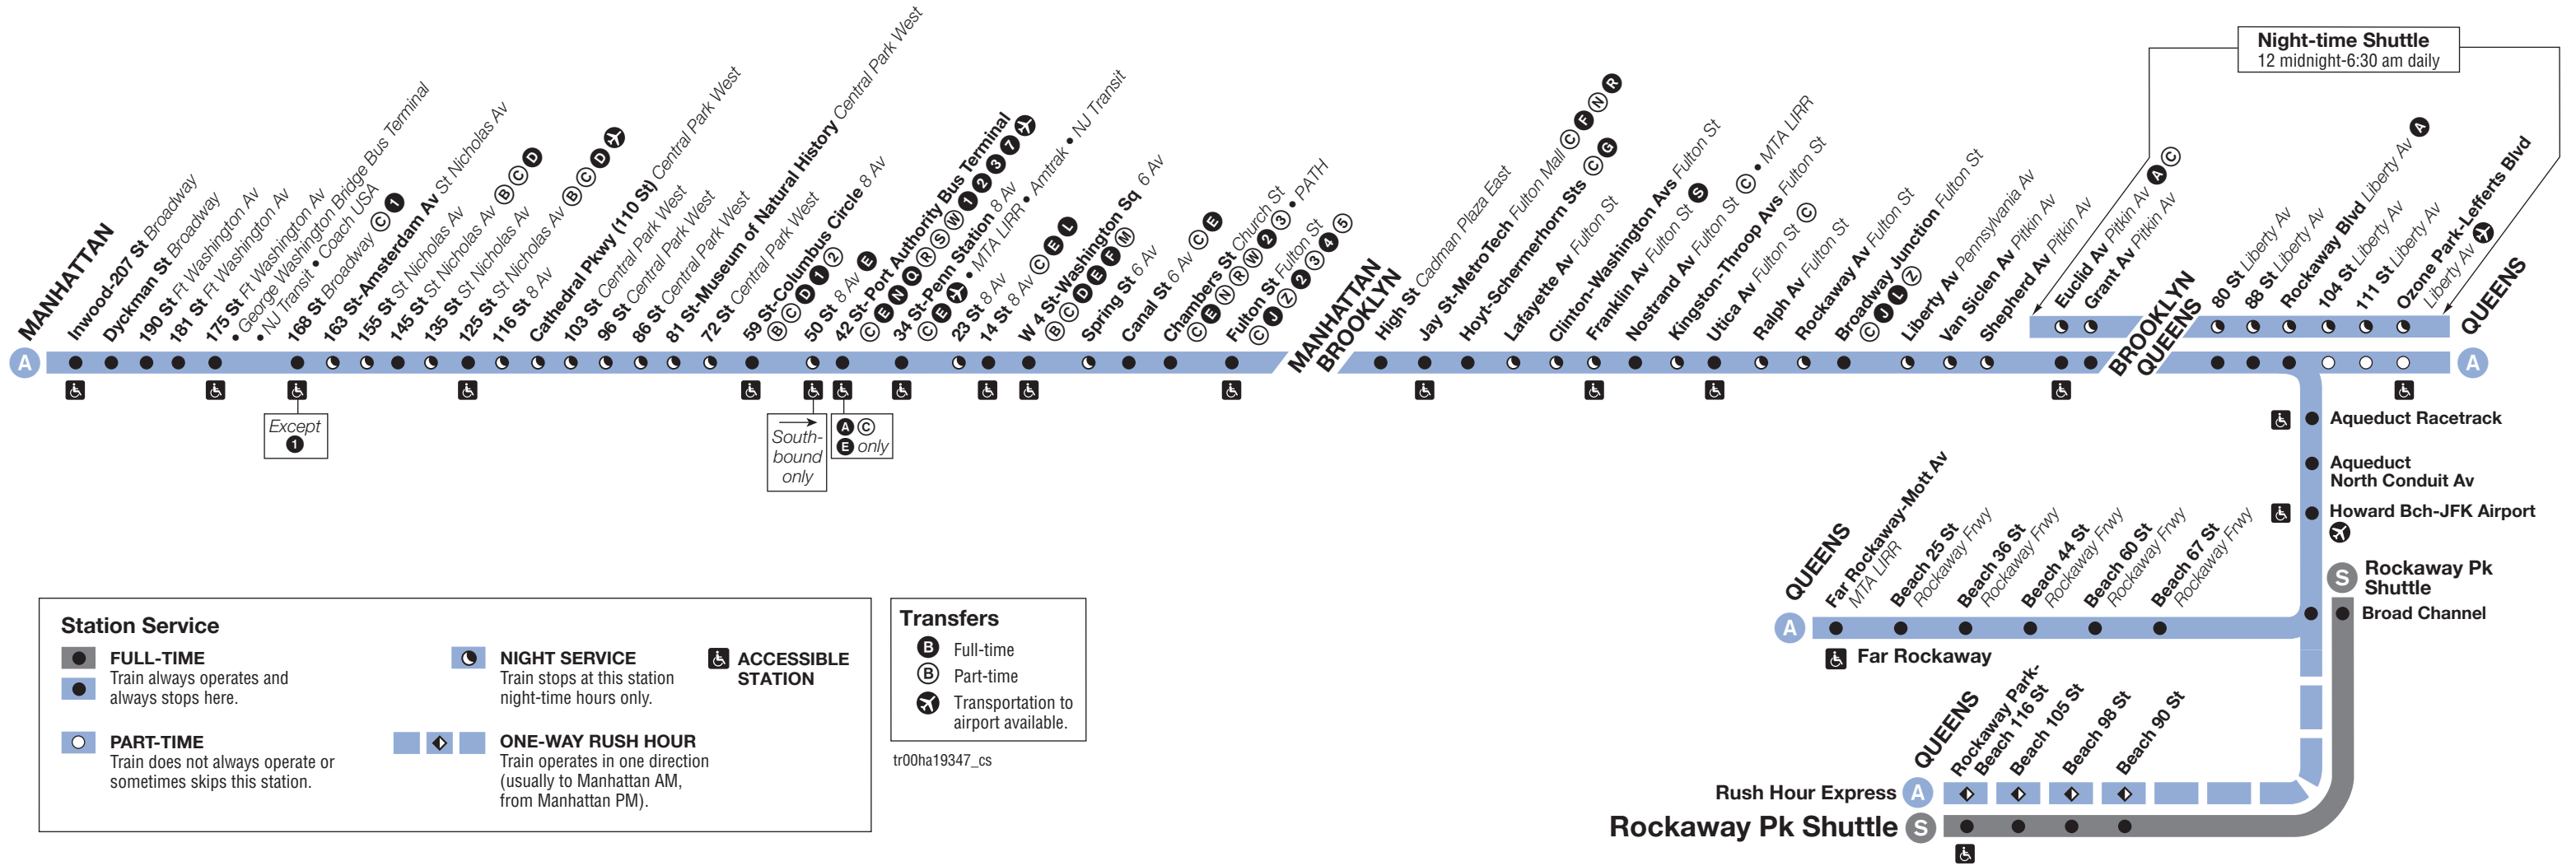 Night-time Shuttle
12 midnight-6:30 am daily
MANHATTAN
Inwood-207 St Broadway
Dyckman St Broadway
190 St Ft Washington Av
181 St Ft Washington Av
175 St Ft Washington Av
• George Washington Bridge Bus Terminal
• NJ Transit • Coach USA
168 St Broadway C 1
163 St-Amsterdam Av St Nicholas Av
155 St St Nicholas Av
145 St St Nicholas Av B C D
135 St St Nicholas Av
125 St St Nicholas Av B C D
116 St 8 Av
Cathedral Pkwy (110 St) Central Park West
103 St Central Park West
96 St Central Park West
86 St Central Park West
81 St-Museum of Natural History Central Park West
72 St Central Park West
59 St-Columbus Circle 8 Av
B C D 1 2
50 St 8 Av E
42 St-Port Authority Bus Terminal
C E N Q R S W 1 2 3 7
34 St-Penn Station 8 Av
C E • MTA LIRR • Amtrak • NJ Transit
23 St 8 Av
14 St 8 Av C E L
W 4 St-Washington Sq 6 Av
B C D E F M
Spring St 6 Av
Canal St 6 Av C E
Chambers St Church St
C E N R W 2 3 • PATH
Fulton St Fulton St
C J Z 2 3 4 5
MANHATTAN
BROOKLYN
High St Cadman Plaza East
Jay St-MetroTech Fulton Mall C F N R
Hoyt-Schermerhorn Sts C G
Lafayette Av Fulton St
Clinton-Washington Avs Fulton St
Franklin Av Fulton St S
Nostrand Av Fulton St C • MTA LIRR
Kingston-Throop Avs Fulton St
Utica Av Fulton St C
Ralph Av Fulton St
Rockaway Av Fulton St
Broadway Junction Fulton St
C J L Z
Liberty Av Pennsylvania Av
Van Siclen Av Pitkin Av
Shepherd Av Pitkin Av
Euclid Av Pitkin Av A C
Grant Av Pitkin Av
BROOKLYN
QUEENS
80 St Liberty Av
88 St Liberty Av
Rockaway Blvd Liberty Av A
104 St Liberty Av
111 St Liberty Av
Ozone Park-Lefferts Blvd
Liberty Av
QUEENS
A
A
Except
1
South-
bound
only
A C
E only
Aqueduct Racetrack
Aqueduct
North Conduit Av
Howard Bch-JFK Airport
S Rockaway Pk
Shuttle
Broad Channel
QUEENS
Far Rockaway-Mott Av
MTA LIRR
Beach 25 St
Rockaway Frwy
Beach 36 St
Rockaway Frwy
Beach 44 St
Rockaway Frwy
Beach 60 St
Rockaway Frwy
Beach 67 St
Rockaway Frwy
A
Far Rockaway
QUEENS
Rockaway Park-
Beach 116 St
Beach 105 St
Beach 98 St
Beach 90 St
Rush Hour Express A
Rockaway Pk Shuttle S
Station Service
FULL-TIME
Train always operates and
always stops here.
PART-TIME
Train does not always operate or
sometimes skips this station.
NIGHT SERVICE
Train stops at this station
night-time hours only.
ONE-WAY RUSH HOUR
Train operates in one direction
(usually to Manhattan AM,
from Manhattan PM).
ACCESSIBLE
STATION
Transfers
B Full-time
B Part-time
Transportation to
airport available.
tr00ha19347_cs